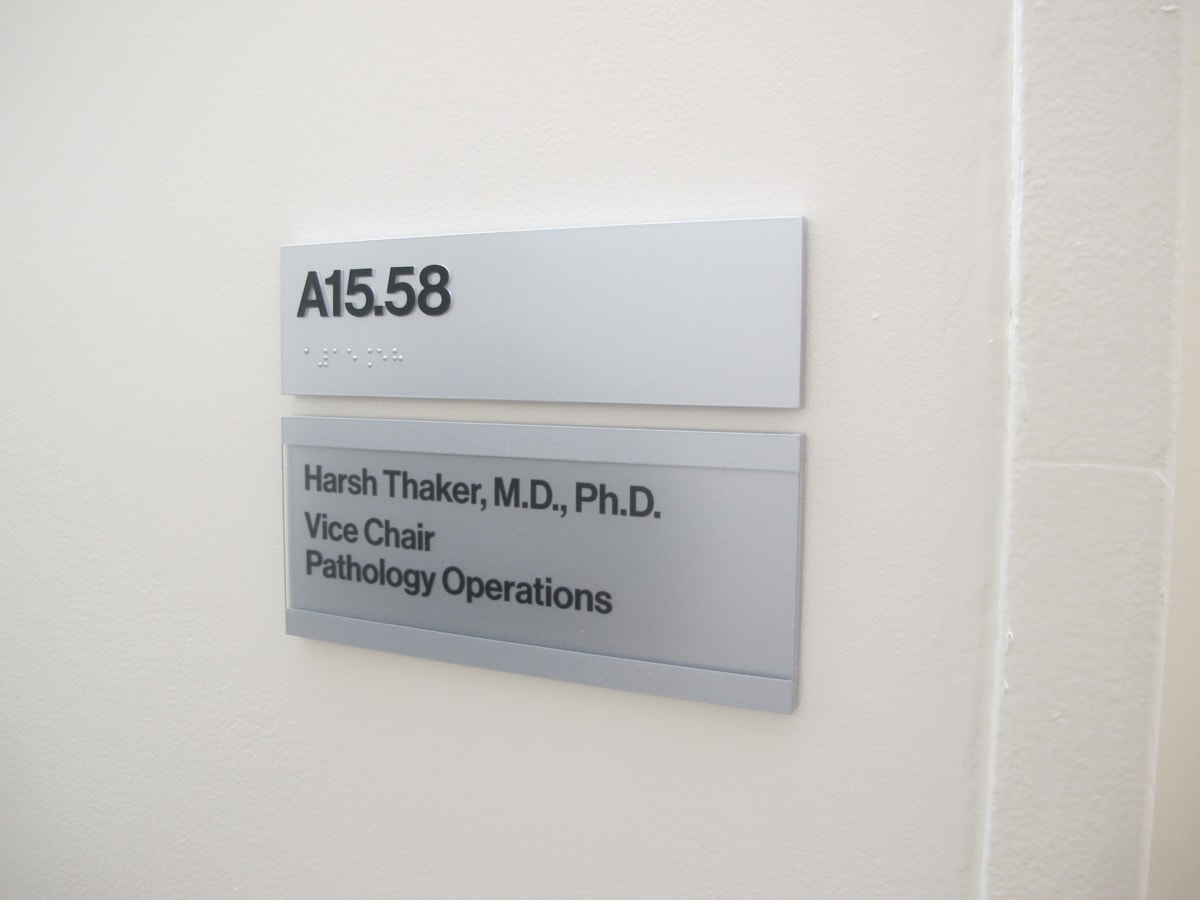 A15.58
Harsh Thaker, M.D., Ph.D.
Vice Chair
Pathology Operations